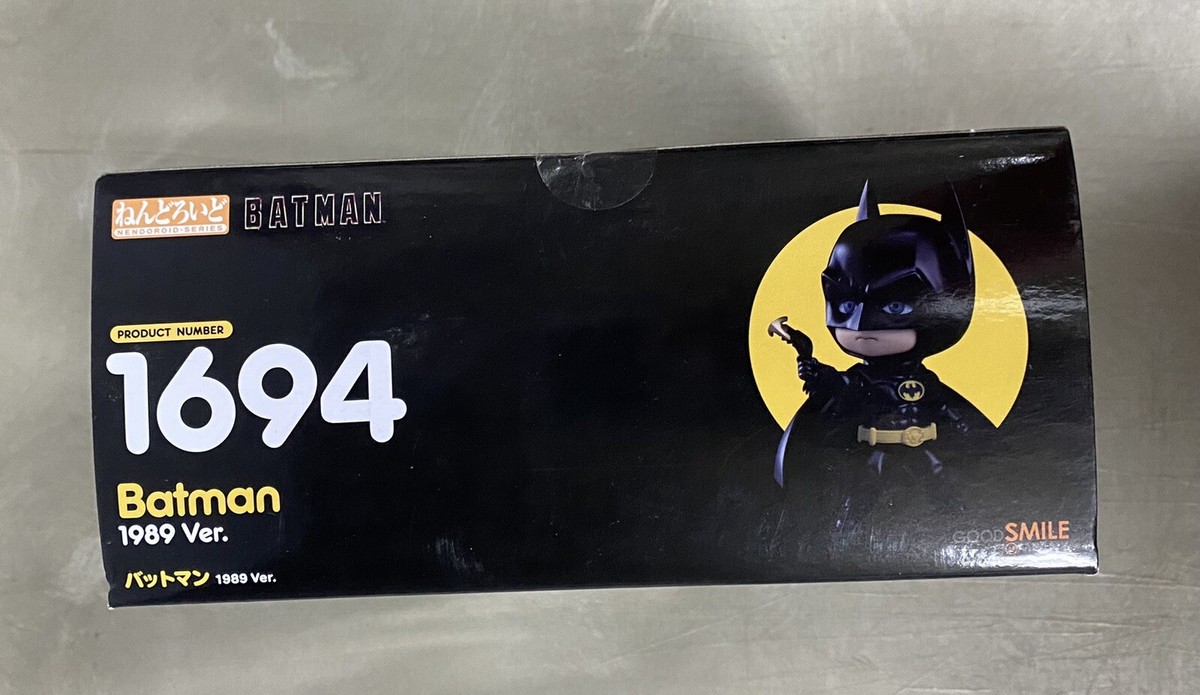 ねんどろいど
NENDOROID·SERIES
BATMAN
PRODUCT NUMBER
1694
Batman
1989 Ver.
バットマン 1989 Ver.
GOOD SMILE